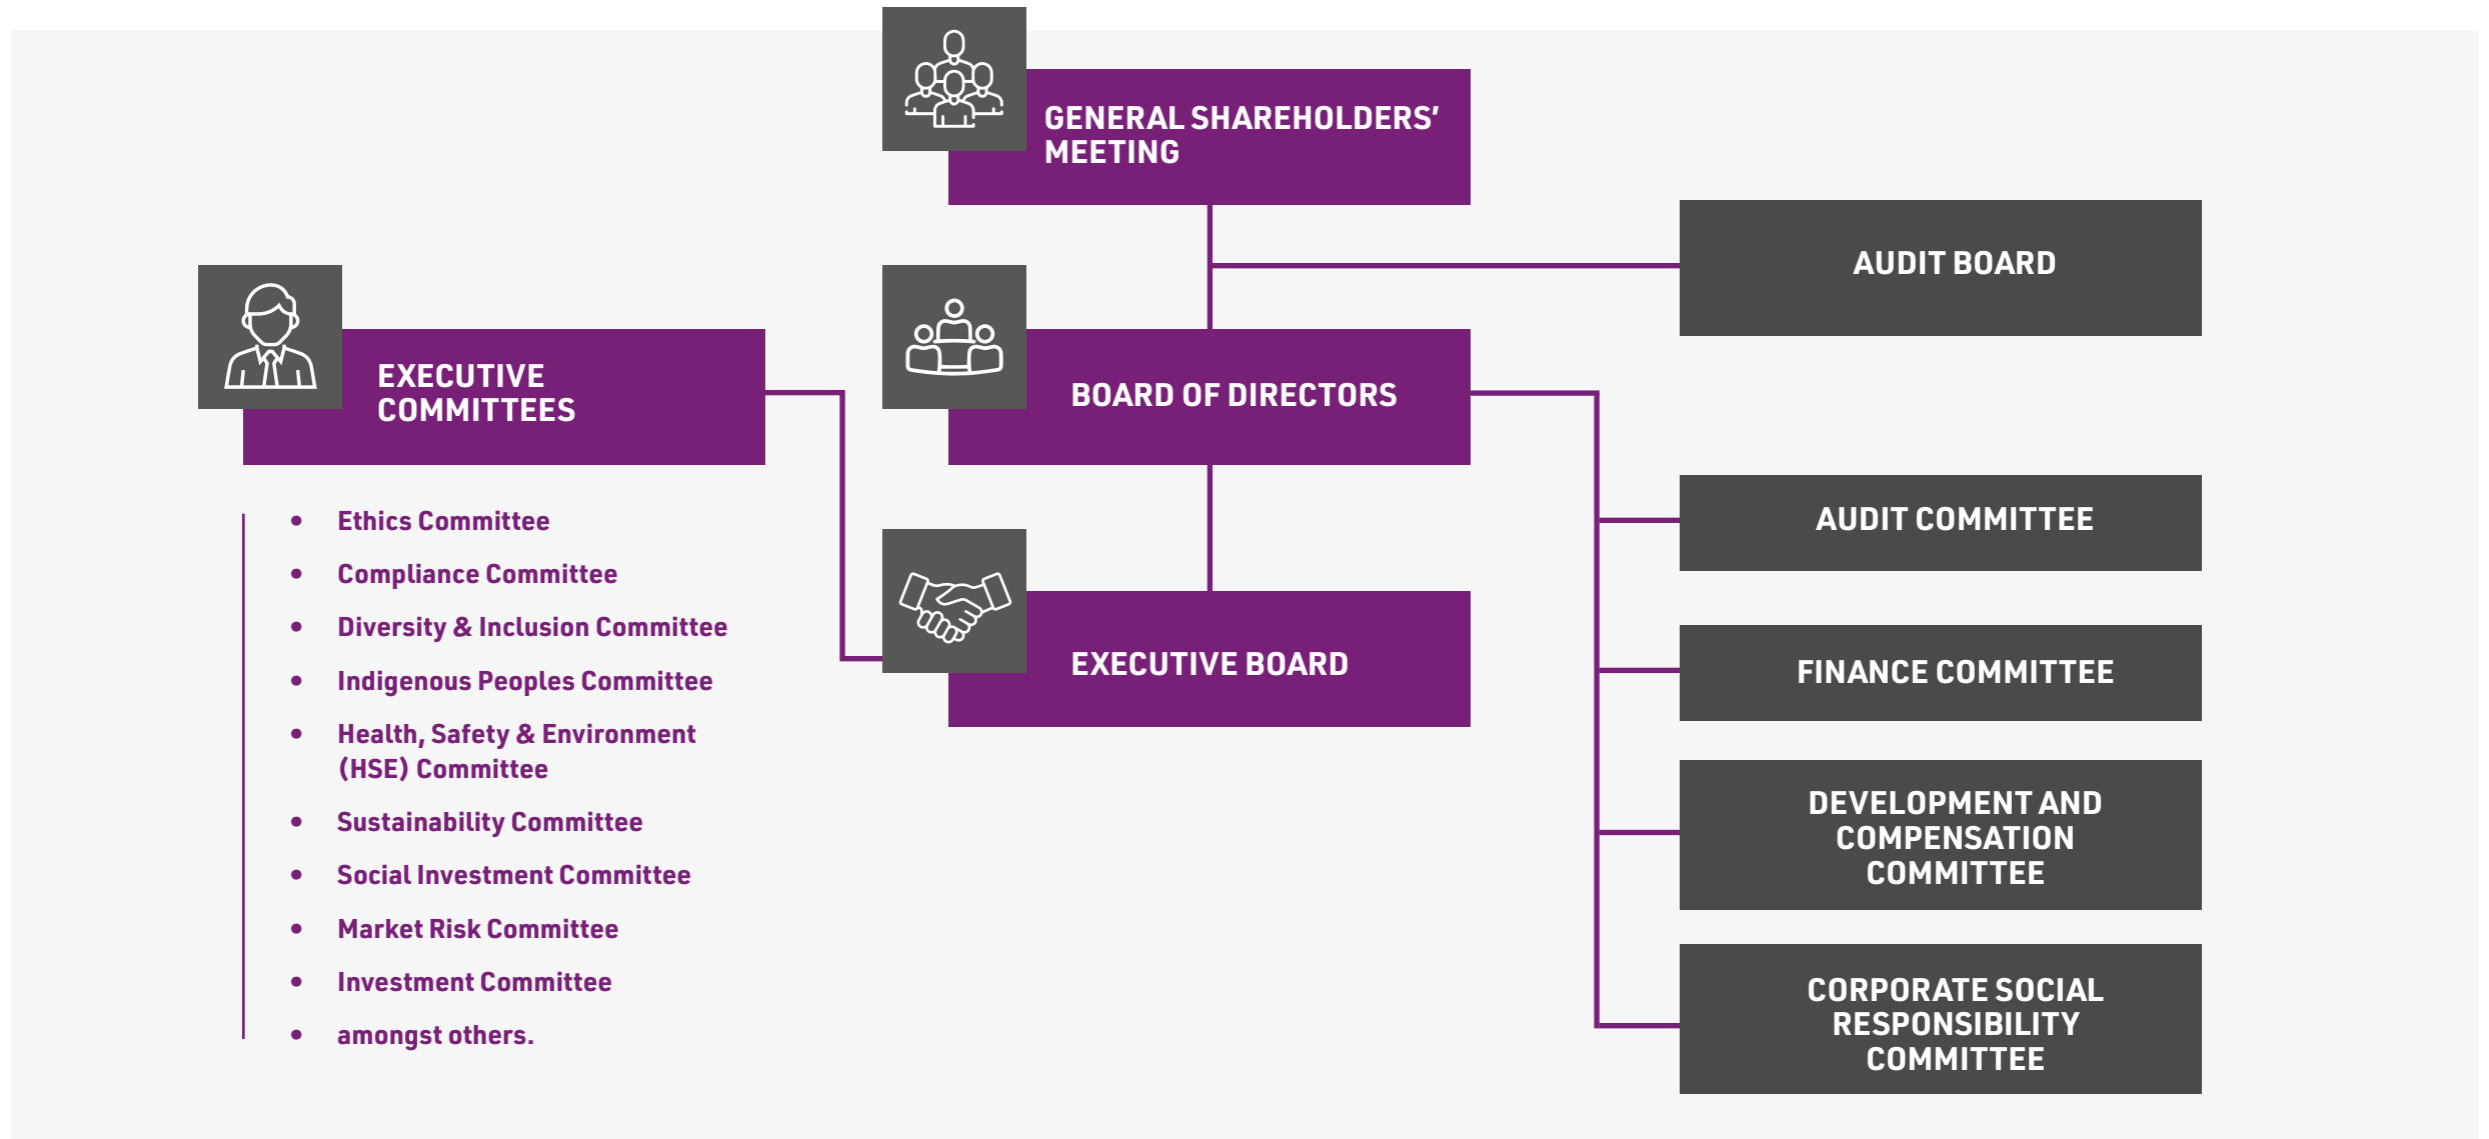 GENERAL SHAREHOLDERS’
MEETING
AUDIT BOARD
EXECUTIVE
COMMITTEES
BOARD OF DIRECTORS
• Ethics Committee
• Compliance Committee
• Diversity & Inclusion Committee
• Indigenous Peoples Committee
• Health, Safety & Environment
(HSE) Committee
• Sustainability Committee
• Social Investment Committee
• Market Risk Committee
• Investment Committee
• amongst others.
EXECUTIVE BOARD
AUDIT COMMITTEE
FINANCE COMMITTEE
DEVELOPMENT AND
COMPENSATION
COMMITTEE
CORPORATE SOCIAL
RESPONSIBILITY
COMMITTEE